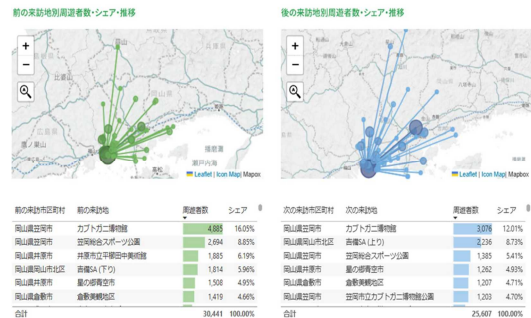 前の来訪地別周遊者数・シェア・推移
後の来訪地別周遊者数・シェア・推移
+
−
Leaflet | Icon Map| Mapbox
+
−
Leaflet | Icon Map| Mapbox
前の来訪市区町村 前の来訪地 周遊者数 シェア
岡山県笠岡市 カブトガニ博物館 4,885 16.05%
岡山県笠岡市 笠岡総合スポーツ公園 2,694 8.85%
岡山県井原市 井原市立平櫛田中美術館 1,885 6.19%
岡山県岡山市北区 吉備SA (下り) 1,814 5.96%
岡山県井原市 星の郷青空市 1,508 4.95%
岡山県倉敷市 倉敷美観地区 1,419 4.66%
合計 30,441 100.00%
次の来訪市区町村 次の来訪地 周遊者数 シェア
岡山県笠岡市 カブトガニ博物館 3,076 12.01%
岡山県岡山市北区 吉備SA (上り) 2,236 8.73%
岡山県笠岡市 笠岡総合スポーツ公園 1,385 5.41%
岡山県井原市 星の郷青空市 1,262 4.93%
岡山県倉敷市 倉敷美観地区 1,207 4.71%
岡山県笠岡市 笠岡市立カブトガニ博物館公園 1,203 4.70%
合計 25,607 100.00%